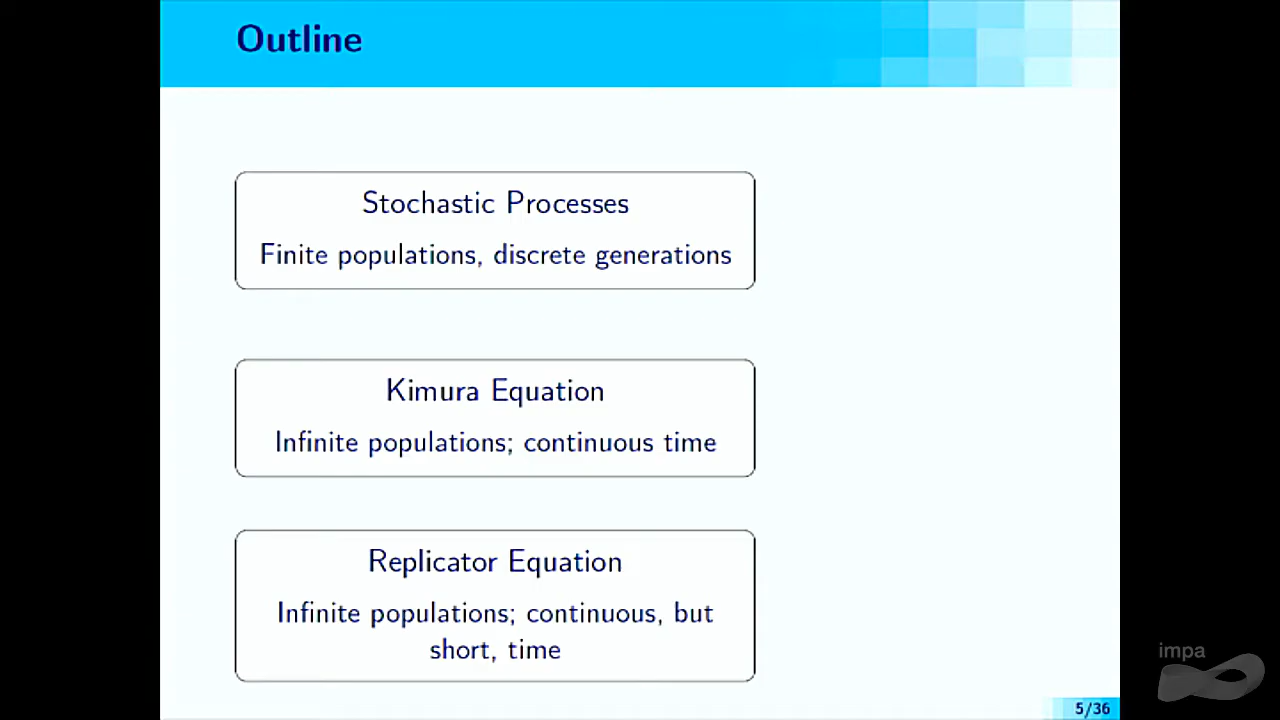 Outline
Stochastic Processes
Finite populations, discrete generations
Kimura Equation
Infinite populations; continuous time
Replicator Equation
Infinite populations; continuous, but
short, time
impa
5/36